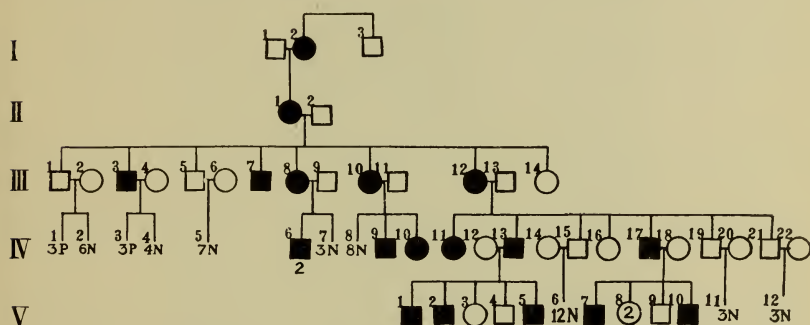 I 1 2 3
II 1 2
III 1 2 3 4 5 6 7 8 9 10 11 12 13 14
IV 1 2 3 4 5 6 7 8 9 10 11 12 13 14 15 16 17 18 19 20 21 22
3P 6N 3P 4N 7N 2 3N 8N
V 1 2 3 4 5 6 7 8 9 10 11 12
12N 2 3N 3N